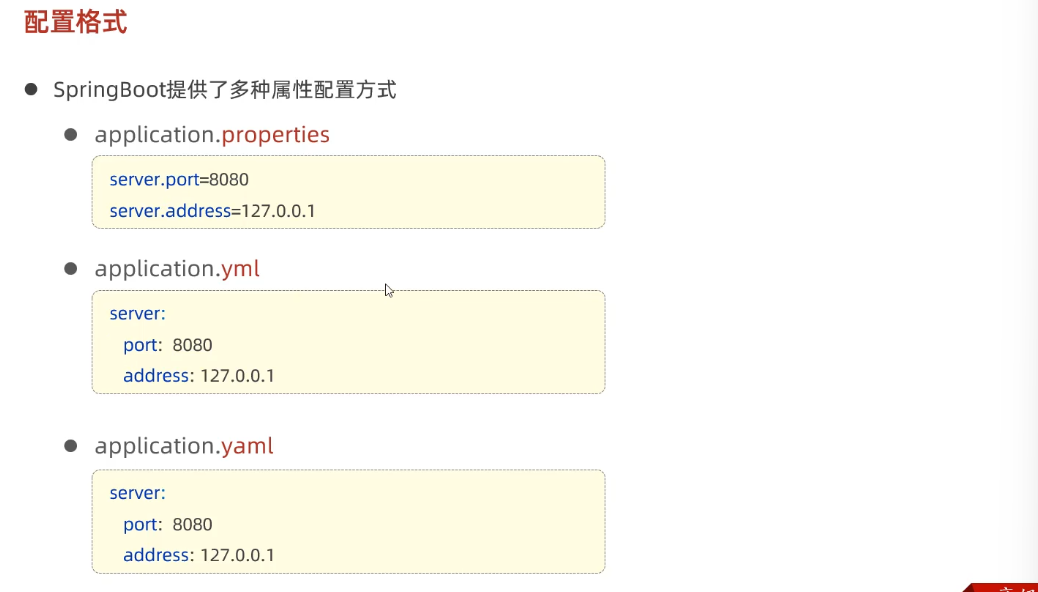 配置格式
SpringBoot提供了多种属性配置方式
application.properties
server.port=8080
server.address=127.0.0.1
application.yml
server:
port: 8080
address: 127.0.0.1
application.yaml
server:
port: 8080
address: 127.0.0.1